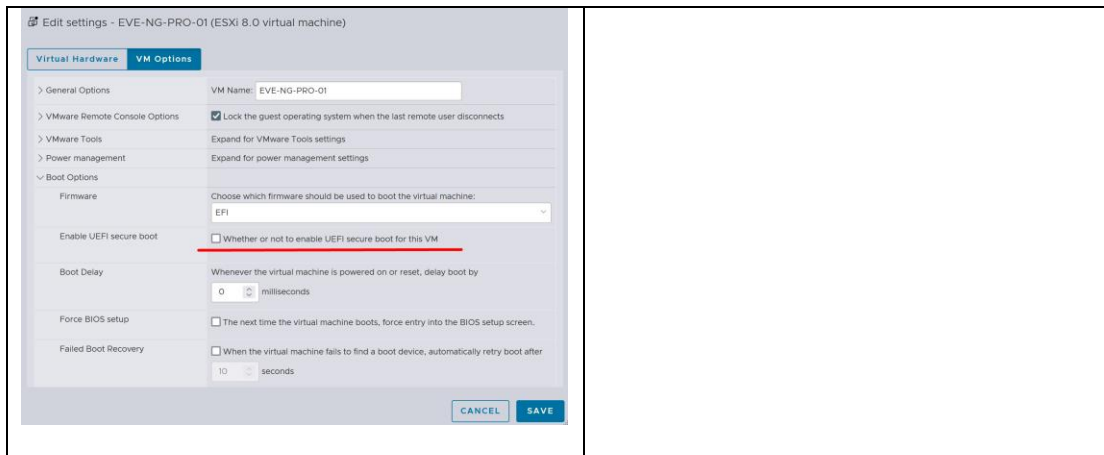 Edit settings - EVE-NG-PRO-01 (ESXi 8.0 virtual machine)
Virtual Hardware VM Options
General Options VM Name: EVE-NG-PRO-01
VMware Remote Console Options Lock the guest operating system when the last remote user disconnects
VMware Tools Expand for VMware Tools settings
Power management Expand for power management settings
Boot Options
Firmware Choose which firmware should be used to boot the virtual machine:
EFI
Enable UEFI secure boot Whether or not to enable UEFI secure boot for this VM
Boot Delay Whenever the virtual machine is powered on or reset, delay boot by
0 milliseconds
Force BIOS setup The next time the virtual machine boots, force entry into the BIOS setup screen.
Failed Boot Recovery When the virtual machine fails to find a boot device, automatically retry boot after
10 seconds
CANCEL SAVE